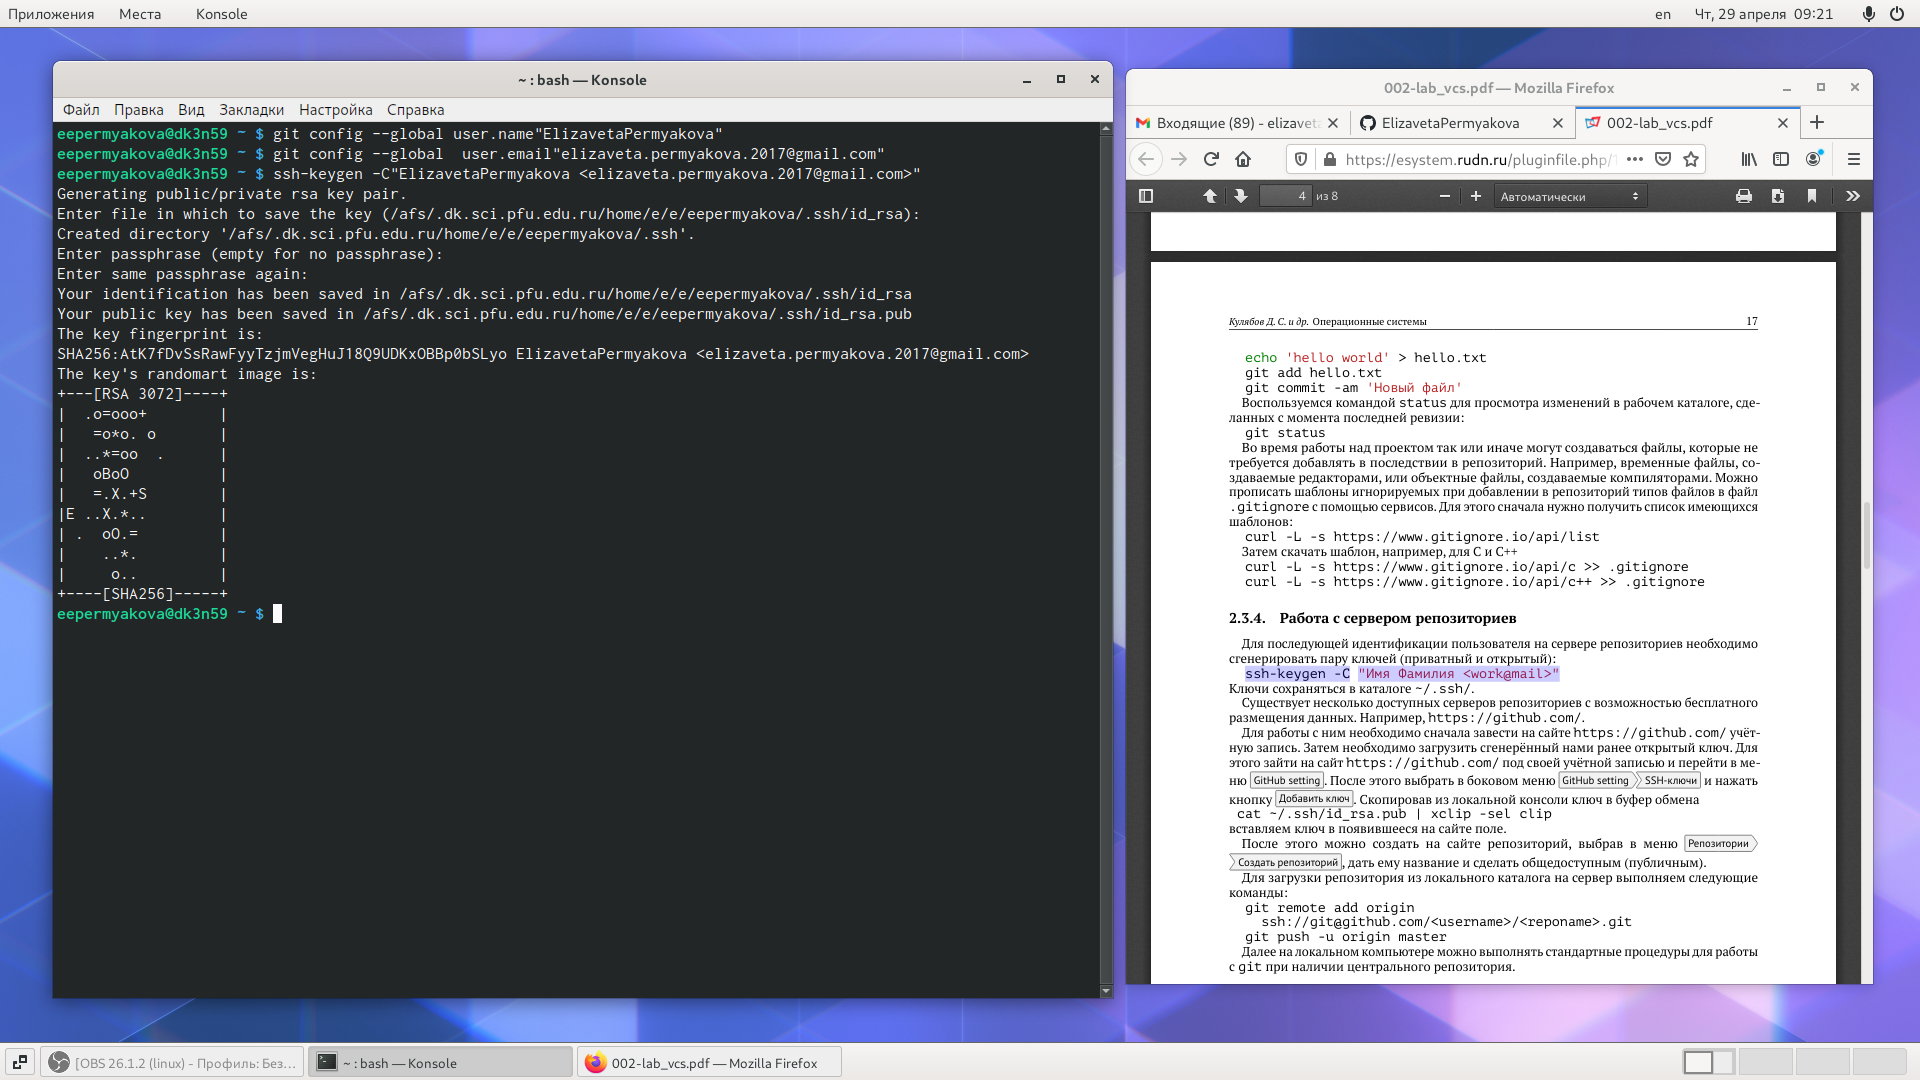 Приложения Места Konsole en Чт, 29 апреля 09:21
~ : bash — Konsole
Файл Правка Вид Закладки Настройка Справка
eepermyakova@dk3n59 ~ $ git config --global user.name"ElizavetaPermyakova"
eepermyakova@dk3n59 ~ $ git config --global  user.email"elizaveta.permyakova.2017@gmail.com"
eepermyakova@dk3n59 ~ $ ssh-keygen -C"ElizavetaPermyakova <elizaveta.permyakova.2017@gmail.com>"
Generating public/private rsa key pair.
Enter file in which to save the key (/afs/.dk.sci.pfu.edu.ru/home/e/e/eepermyakova/.ssh/id_rsa):
Created directory '/afs/.dk.sci.pfu.edu.ru/home/e/e/eepermyakova/.ssh'.
Enter passphrase (empty for no passphrase):
Enter same passphrase again:
Your identification has been saved in /afs/.dk.sci.pfu.edu.ru/home/e/e/eepermyakova/.ssh/id_rsa
Your public key has been saved in /afs/.dk.sci.pfu.edu.ru/home/e/e/eepermyakova/.ssh/id_rsa.pub
The key fingerprint is:
SHA256:AtK7fDvSsRawFyyTzjmVegHuJ18Q9UDKxOBBp0bSLyo ElizavetaPermyakova <elizaveta.permyakova.2017@gmail.com>
The key's randomart image is:
+---[RSA 3072]----+
|  .o=ooo+        |
|   =o*o. o       |
|  ..*=oo  .      |
|   oBoO          |
|   =.X.+S        |
|E ..X.*..        |
| .  oO.=         |
|    ..*.         |
|     o..         |
+----[SHA256]-----+
eepermyakova@dk3n59 ~ $
002-lab_vcs.pdf — Mozilla Firefox
Входящие (89) - elizavet ElizavetaPermyakova 002-lab_vcs.pdf
https://esystem.rudn.ru/pluginfile.php/1
4 из 8 Автоматически
Кулябов Д. С. и др. Операционные системы 17
echo 'hello world' > hello.txt
git add hello.txt
git commit -am 'Новый файл'
Воспользуемся командой status для просмотра изменений в рабочем каталоге, сде-
ланных с момента последней ревизии:
git status
Во время работы над проектом так или иначе могут создаваться файлы, которые не
требуется добавлять в последствии в репозиторий. Например, временные файлы, со-
здаваемые редакторами, или объектные файлы, создаваемые компиляторами. Можно
прописать шаблоны игнорируемых при добавлении в репозиторий типов файлов в файл
.gitignore с помощью сервисов. Для этого сначала нужно получить список имеющихся
шаблонов:
curl -L -s https://www.gitignore.io/api/list
Затем скачать шаблон, например, для C и C++
curl -L -s https://www.gitignore.io/api/c >> .gitignore
curl -L -s https://www.gitignore.io/api/c++ >> .gitignore
2.3.4. Работа с сервером репозиториев
Для последующей идентификации пользователя на сервере репозиториев необходимо
сгенерировать пару ключей (приватный и открытый):
ssh-keygen -C "Имя Фамилия <work@mail>"
Ключи сохраняться в каталоге ~/.ssh/.
Существует несколько доступных серверов репозиториев с возможностью бесплатного
размещения данных. Например, https://github.com/.
Для работы с ним необходимо сначала завести на сайте https://github.com/ учёт-
ную запись. Затем необходимо загрузить сгенерённый нами ранее открытый ключ. Для
этого зайти на сайт https://github.com/ под своей учётной записью и перейти в ме-
ню GitHub setting. После этого выбрать в боковом меню GitHub setting SSH-ключи и нажать
кнопку Добавить ключ. Скопировав из локальной консоли ключ в буфер обмена
cat ~/.ssh/id_rsa.pub | xclip -sel clip
вставляем ключ в появившееся на сайте поле.
После этого можно создать на сайте репозиторий, выбрав в меню Репозитории
Создать репозиторий, дать ему название и сделать общедоступным (публичным).
Для загрузки репозитория из локального каталога на сервер выполняем следующие
команды:
git remote add origin
ssh://git@github.com/<username>/<reponame>.git
git push -u origin master
Далее на локальном компьютере можно выполнять стандартные процедуры для работы
с git при наличии центрального репозитория.
[OBS 26.1.2 (linux) - Профиль: Без... ~ : bash — Konsole 002-lab_vcs.pdf — Mozilla Firefox